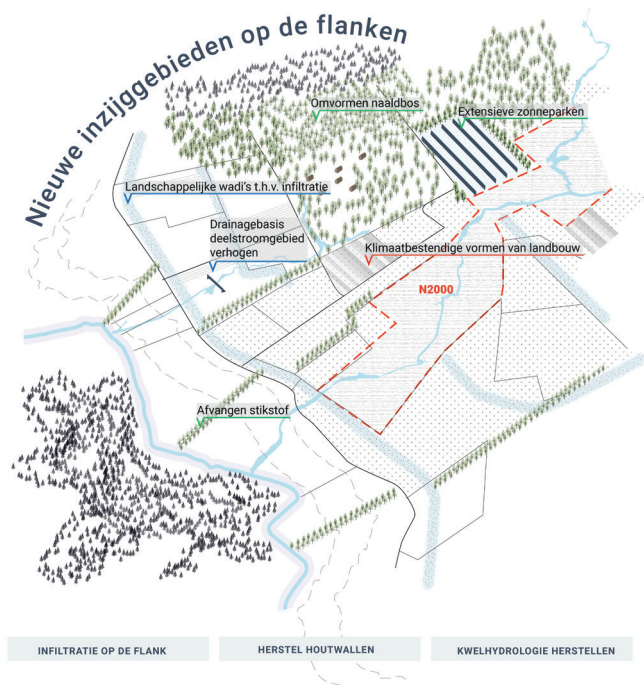 Nieuwe inzijggebieden op de flanken
Omvormen naaldbos
Extensieve zonneparken
Landschappelijke wadi's t.h.v. infiltratie
Drainagebasis
deelstroomgebied
verhogen
Klimaatbestendige vormen van landbouw
N2000
Afvangen stikstof
INFILTRATIE OP DE FLANK
HERSTEL HOUTWALLEN
KWELHYDROLOGIE HERSTELLEN